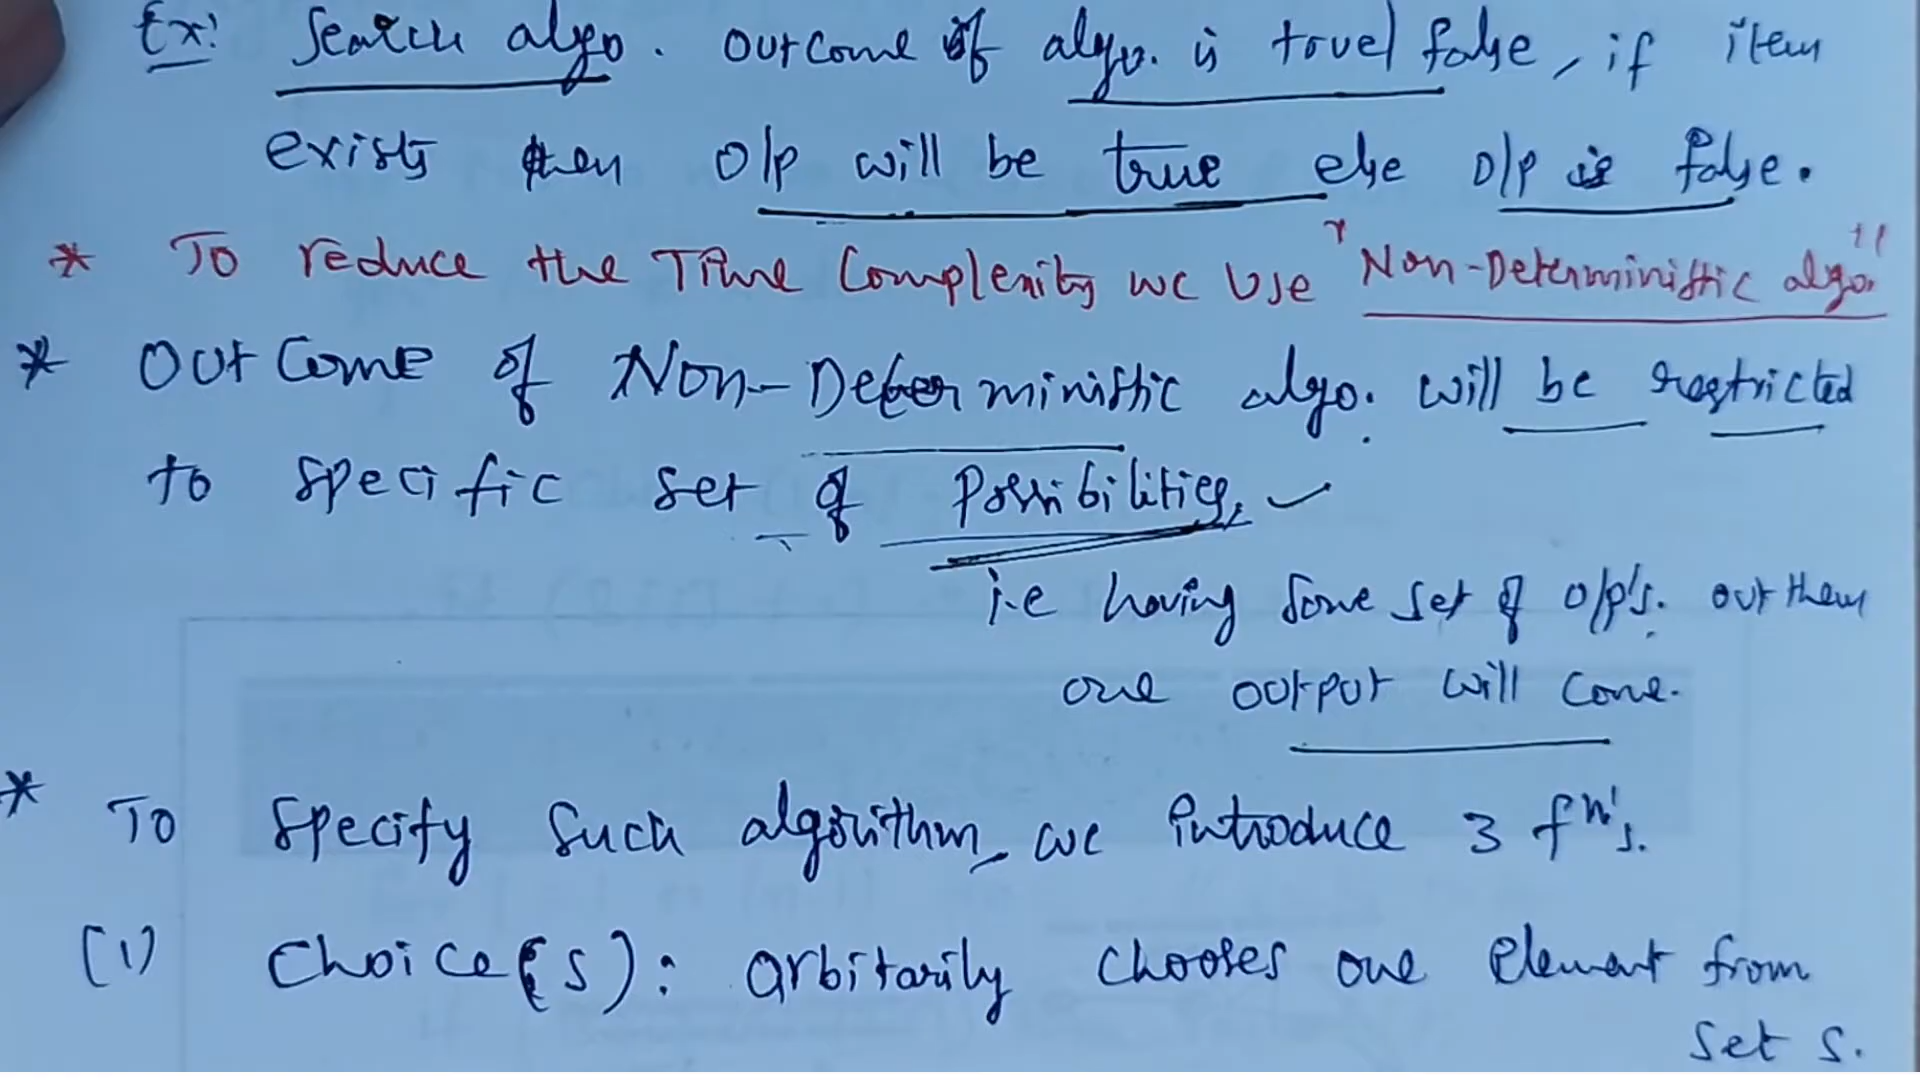 Ex: Search algo. Outcome of algo. is true/false, if item
exists then O/p will be true else O/p is false.
* To reduce the Time Complexity we use "Non-Deterministic algo."
* Outcome of Non-Deterministic algo. will be restricted
to specific set of possibilities,
i.e having some set of o/p's. out them
one output will come.
* To specify such algorithm, we introduce 3 fn's.
(1) Choice(s): arbitarily chooses one element from
set s.